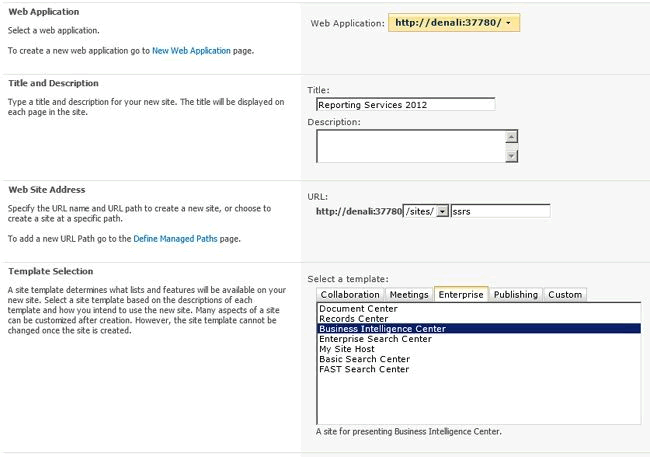 Web Application
Select a web application.
To create a new web application go to New Web Application page.
Web Application:
http://denali:37780/
Title and Description
Type a title and description for your new site. The title will be displayed
on each page in the site.
Title:
Reporting Services 2012
Description:
Web Site Address
Specify the URL name and URL path to create a new site, or choose to
create a site at a specific path.
To add a new URL Path go to the Define Managed Paths page.
URL:
http://denali:37780 /sites/ ssrs
Template Selection
A site template determines what lists and features will be available on your
new site. Select a site template based on the descriptions of each
template and how you intend to use the new site. Many aspects of a site
can be customized after creation. However, the site template cannot be
changed once the site is created.
Select a template:
Collaboration Meetings Enterprise Publishing Custom
Document Center
Records Center
Business Intelligence Center
Enterprise Search Center
My Site Host
Basic Search Center
FAST Search Center
A site for presenting Business Intelligence Center.